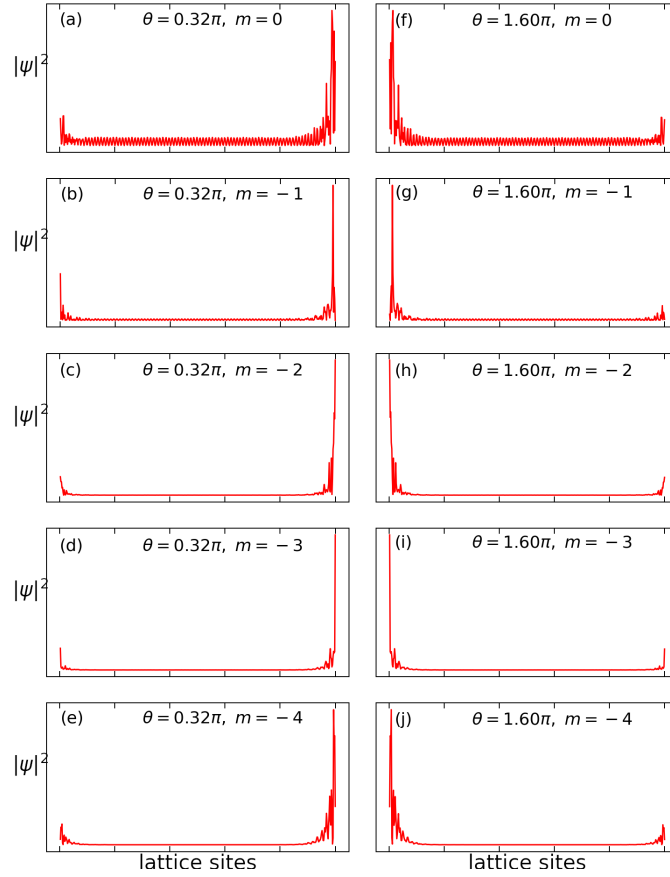 (a) θ = 0.32π, m = 0
(f) θ = 1.60π, m = 0
|ψ|²
(b) θ = 0.32π, m = −1
(g) θ = 1.60π, m = −1
|ψ|²
(c) θ = 0.32π, m = −2
(h) θ = 1.60π, m = −2
|ψ|²
(d) θ = 0.32π, m = −3
(i) θ = 1.60π, m = −3
|ψ|²
(e) θ = 0.32π, m = −4
(j) θ = 1.60π, m = −4
|ψ|²
lattice sites
lattice sites